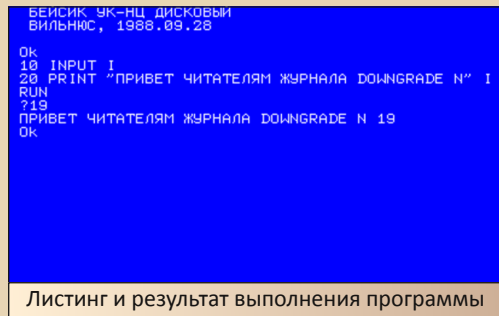 БЕЙСИК УК-НЦ ДИСКОВЫЙ
ВИЛЬНЮС, 1988.09.28
Ok
10 INPUT I
20 PRINT "ПРИВЕТ ЧИТАТЕЛЯМ ЖУРНАЛА DOWNGRADE N" I
RUN
?19
ПРИВЕТ ЧИТАТЕЛЯМ ЖУРНАЛА DOWNGRADE N 19
Ok
Листинг и результат выполнения программы